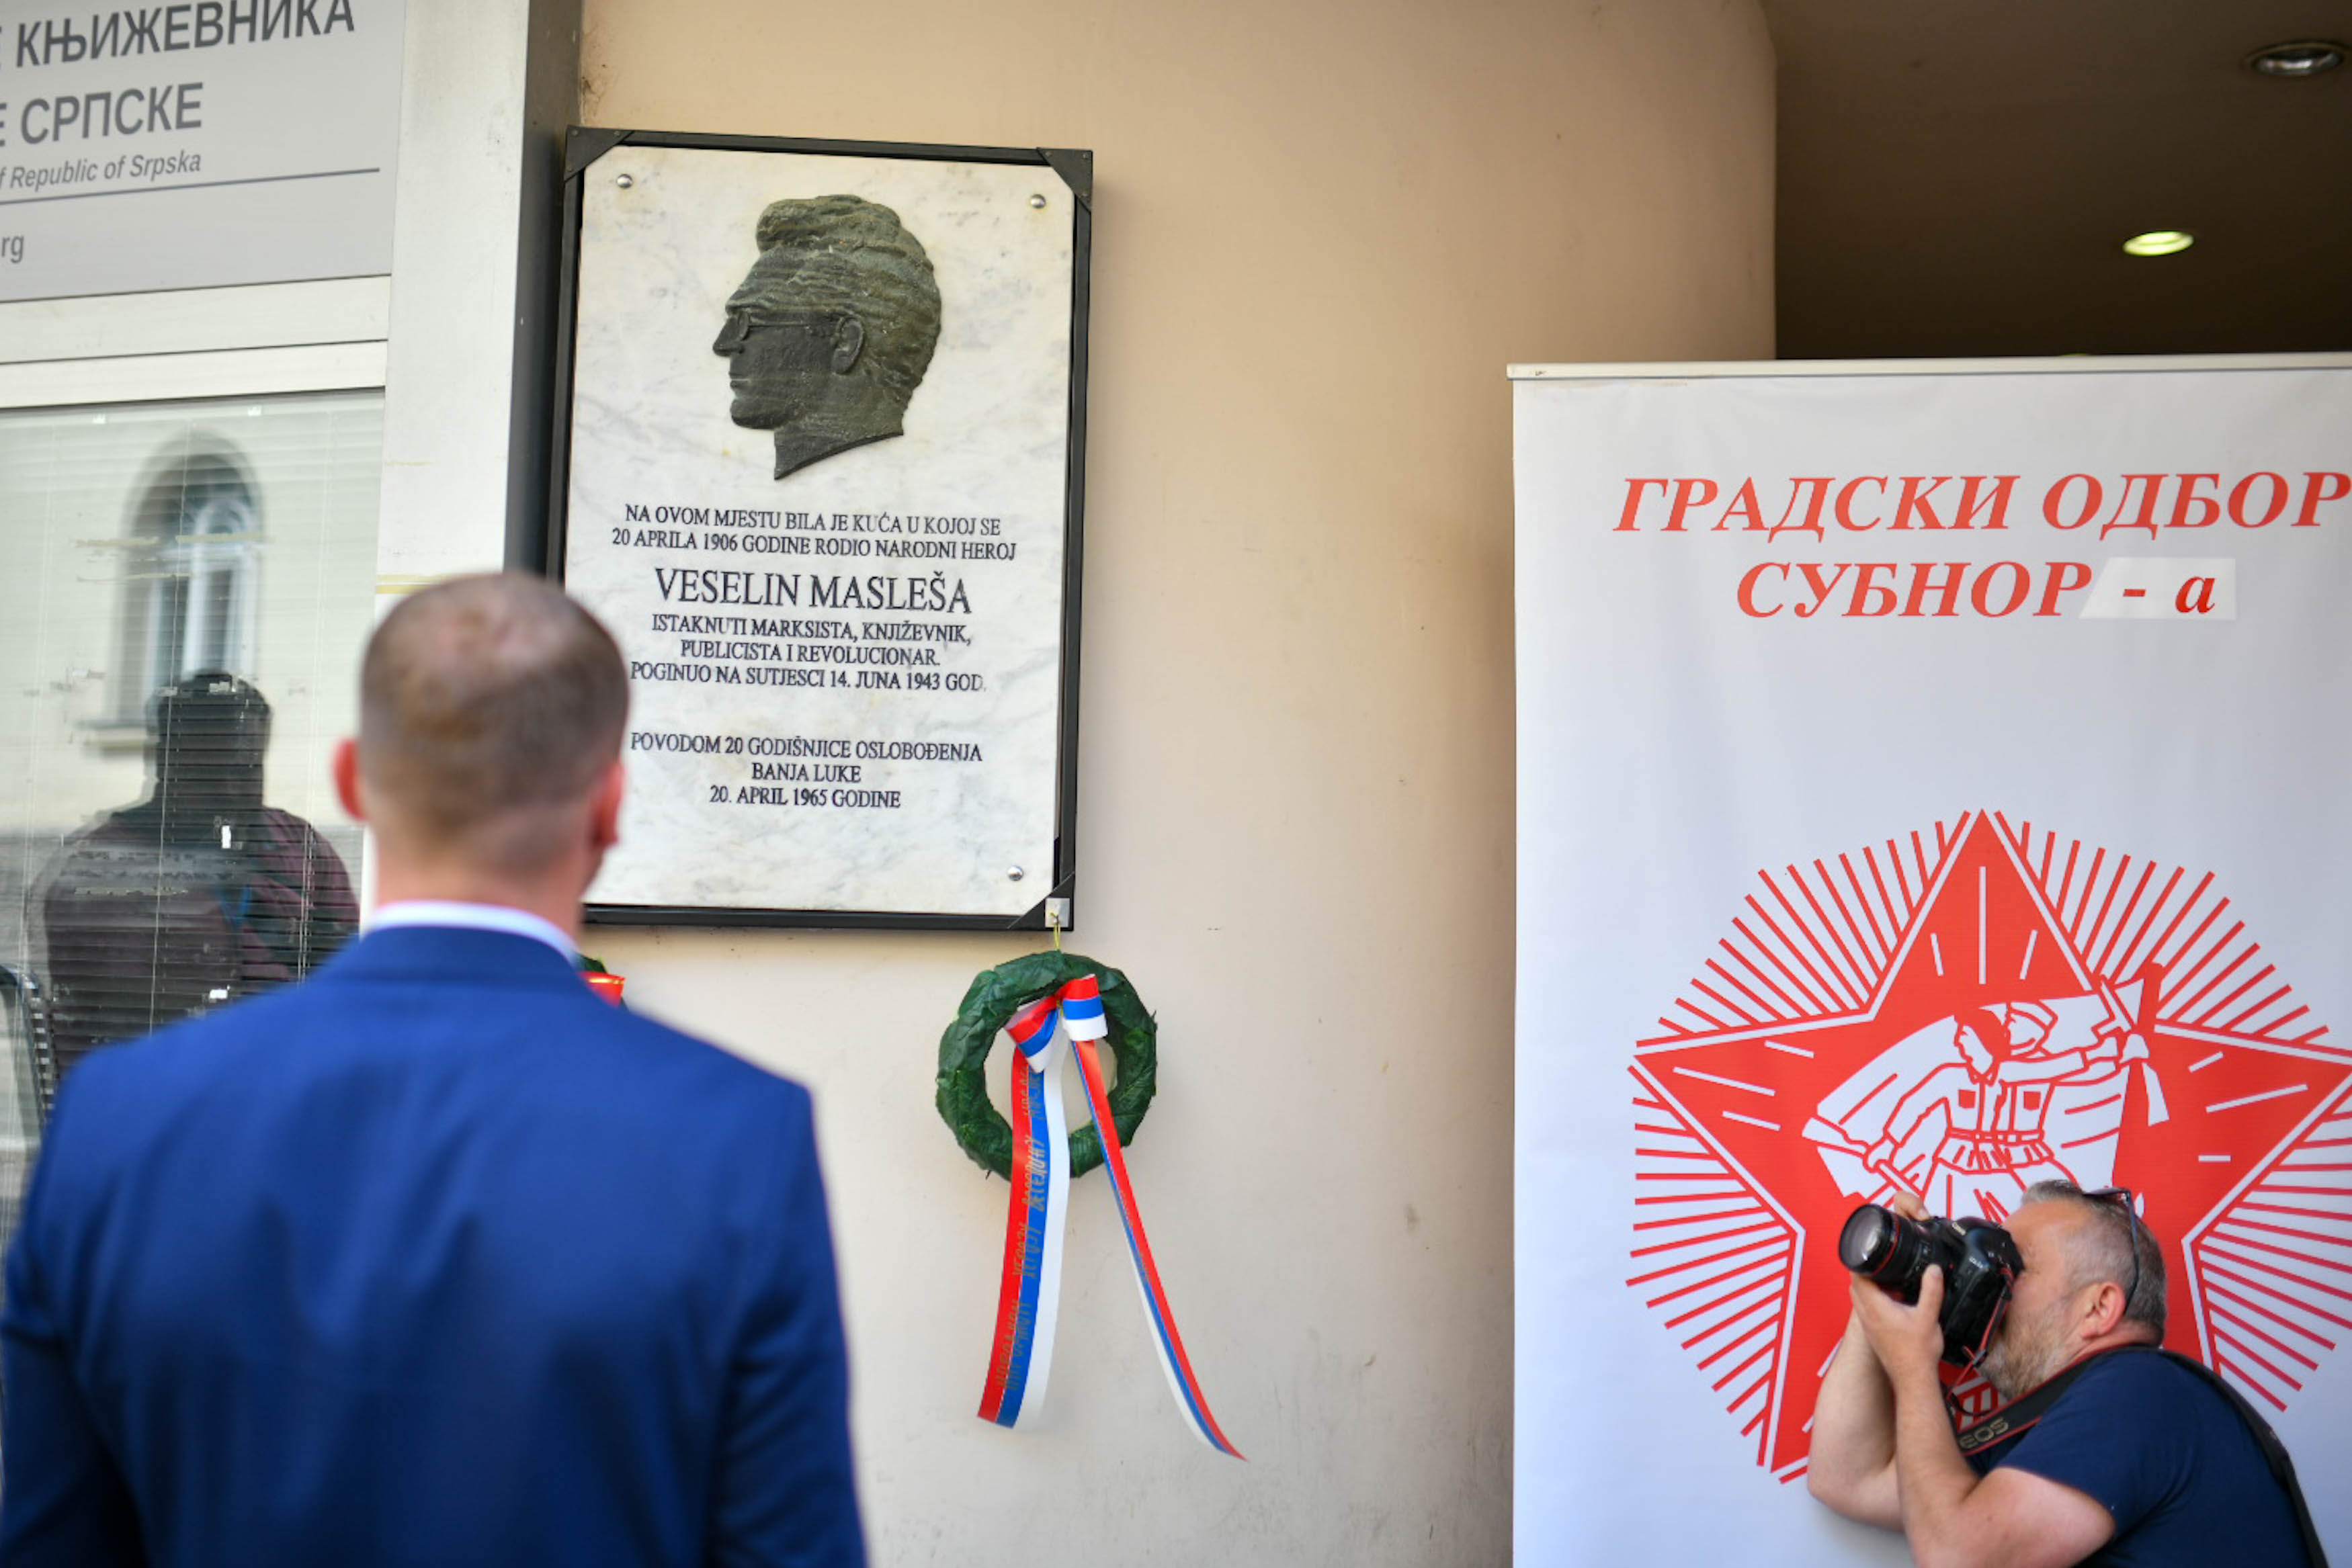 КЊИЖЕВНИКА
СРПСКЕ
Republic of Srpska
rg
NA OVOM MJESTU BILA JE KUĆA U KOJOJ SE
20 APRILA 1906 GODINE RODIO NARODNI HEROJ
VESELIN MASLEŠA
ISTAKNUTI MARKSISTA, KNJIŽEVNIK,
PUBLICISTA I REVOLUCIONAR.
POGINUO NA SUTJESCI 14. JUNA 1943 GOD.
POVODOM 20 GODIŠNJICE OSLOBOĐENJA
BANJA LUKE
20. APRIL 1965 GODINE
ГРАДСКИ ОДБОР
СУБНОР - а
EOS